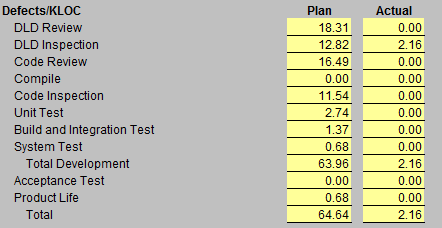 Defects/KLOC Plan Actual
DLD Review 18.31 0.00
DLD Inspection 12.82 2.16
Code Review 16.49 0.00
Compile 0.00 0.00
Code Inspection 11.54 0.00
Unit Test 2.74 0.00
Build and Integration Test 1.37 0.00
System Test 0.68 0.00
Total Development 63.96 2.16
Acceptance Test 0.00 0.00
Product Life 0.68 0.00
Total 64.64 2.16